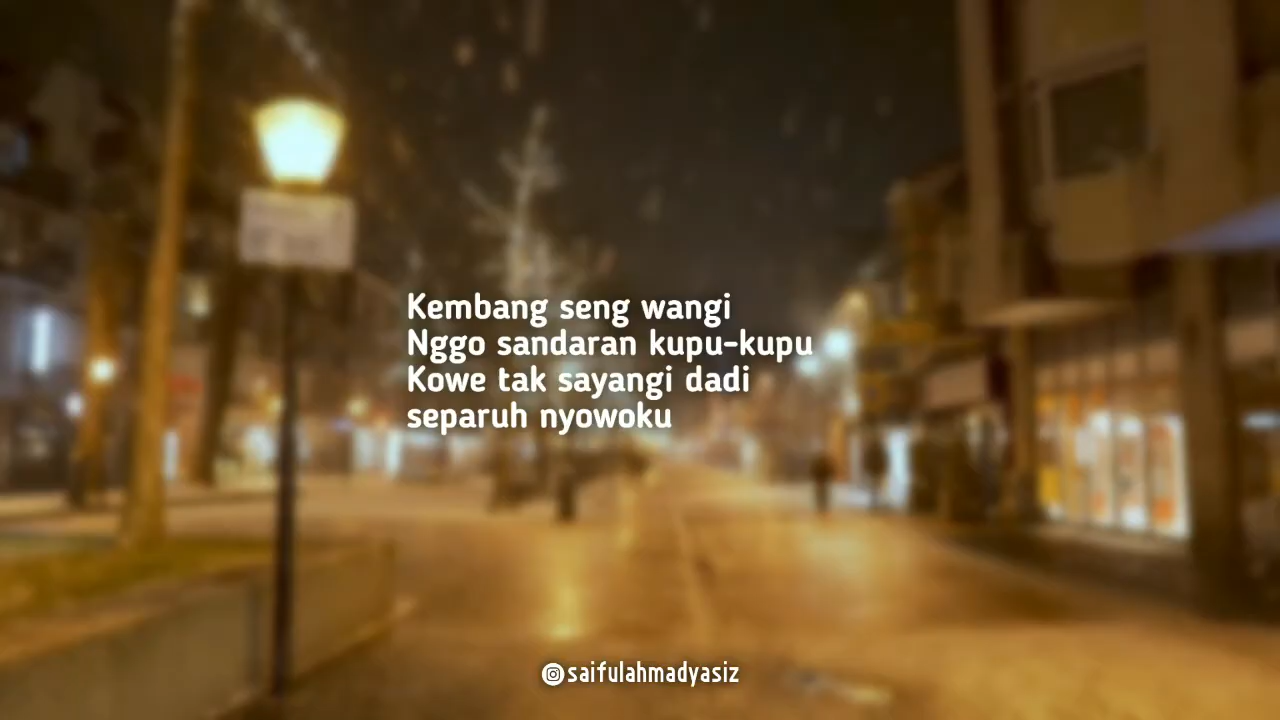 Kembang seng wangi
Nggo sandaran kupu-kupu
Kowe tak sayangi dadi
separuh nyowoku
saifulahmadyasiz